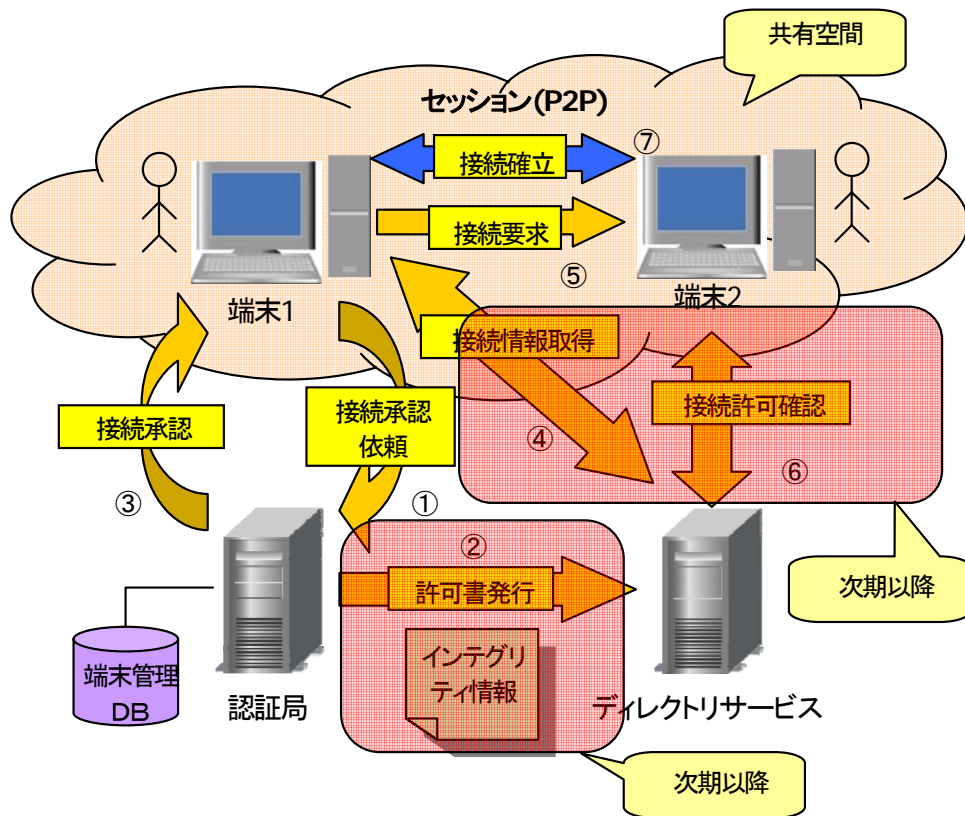 共有空間
セッション(P2P)
⑦
接続確立
接続要求
⑤
端末1
端末2
接続情報取得
接続許可確認
接続承認
接続承認
依頼
④
⑥
③
①
②
次期以降
許可書発行
インテグリ
ティ情報
端末管理
DB
認証局
ディレクトリサービス
次期以降